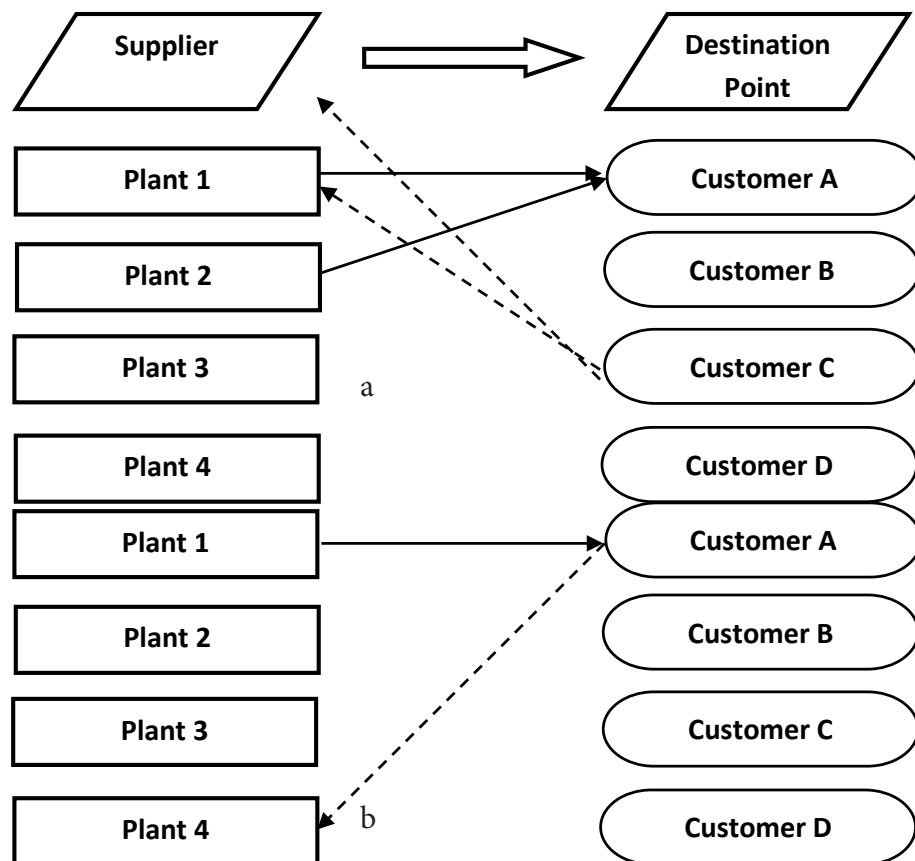 Supplier
Destination
Point
Plant 1
Customer A
Plant 2
Customer B
Plant 3
Customer C
a
Plant 4
Customer D
Plant 1
Customer A
Plant 2
Customer B
Plant 3
Customer C
b
Plant 4
Customer D